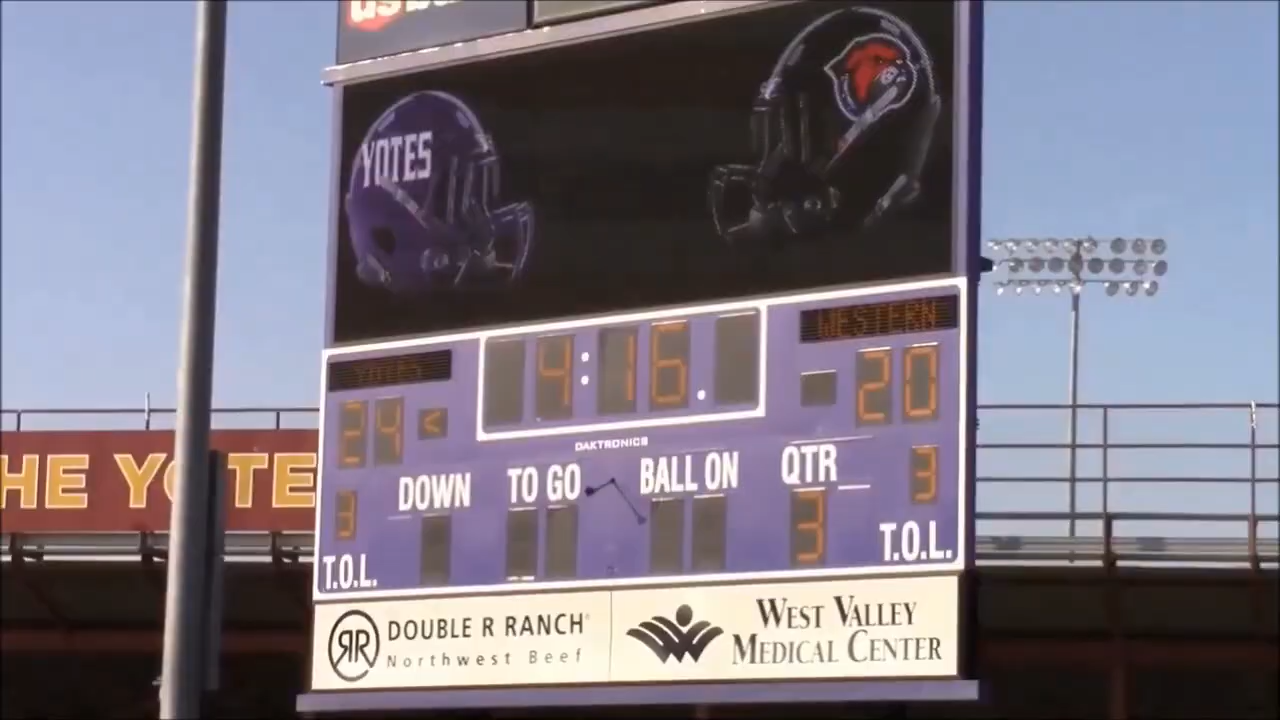 YOTES
WESTERN
YOTES
4:16.
24 < 20
DAKTRONICS
DOWN TO GO BALL ON QTR
3 3 3
T.O.L. T.O.L.
HE YOTE
DOUBLE R RANCH
Northwest Beef
WEST VALLEY
MEDICAL CENTER